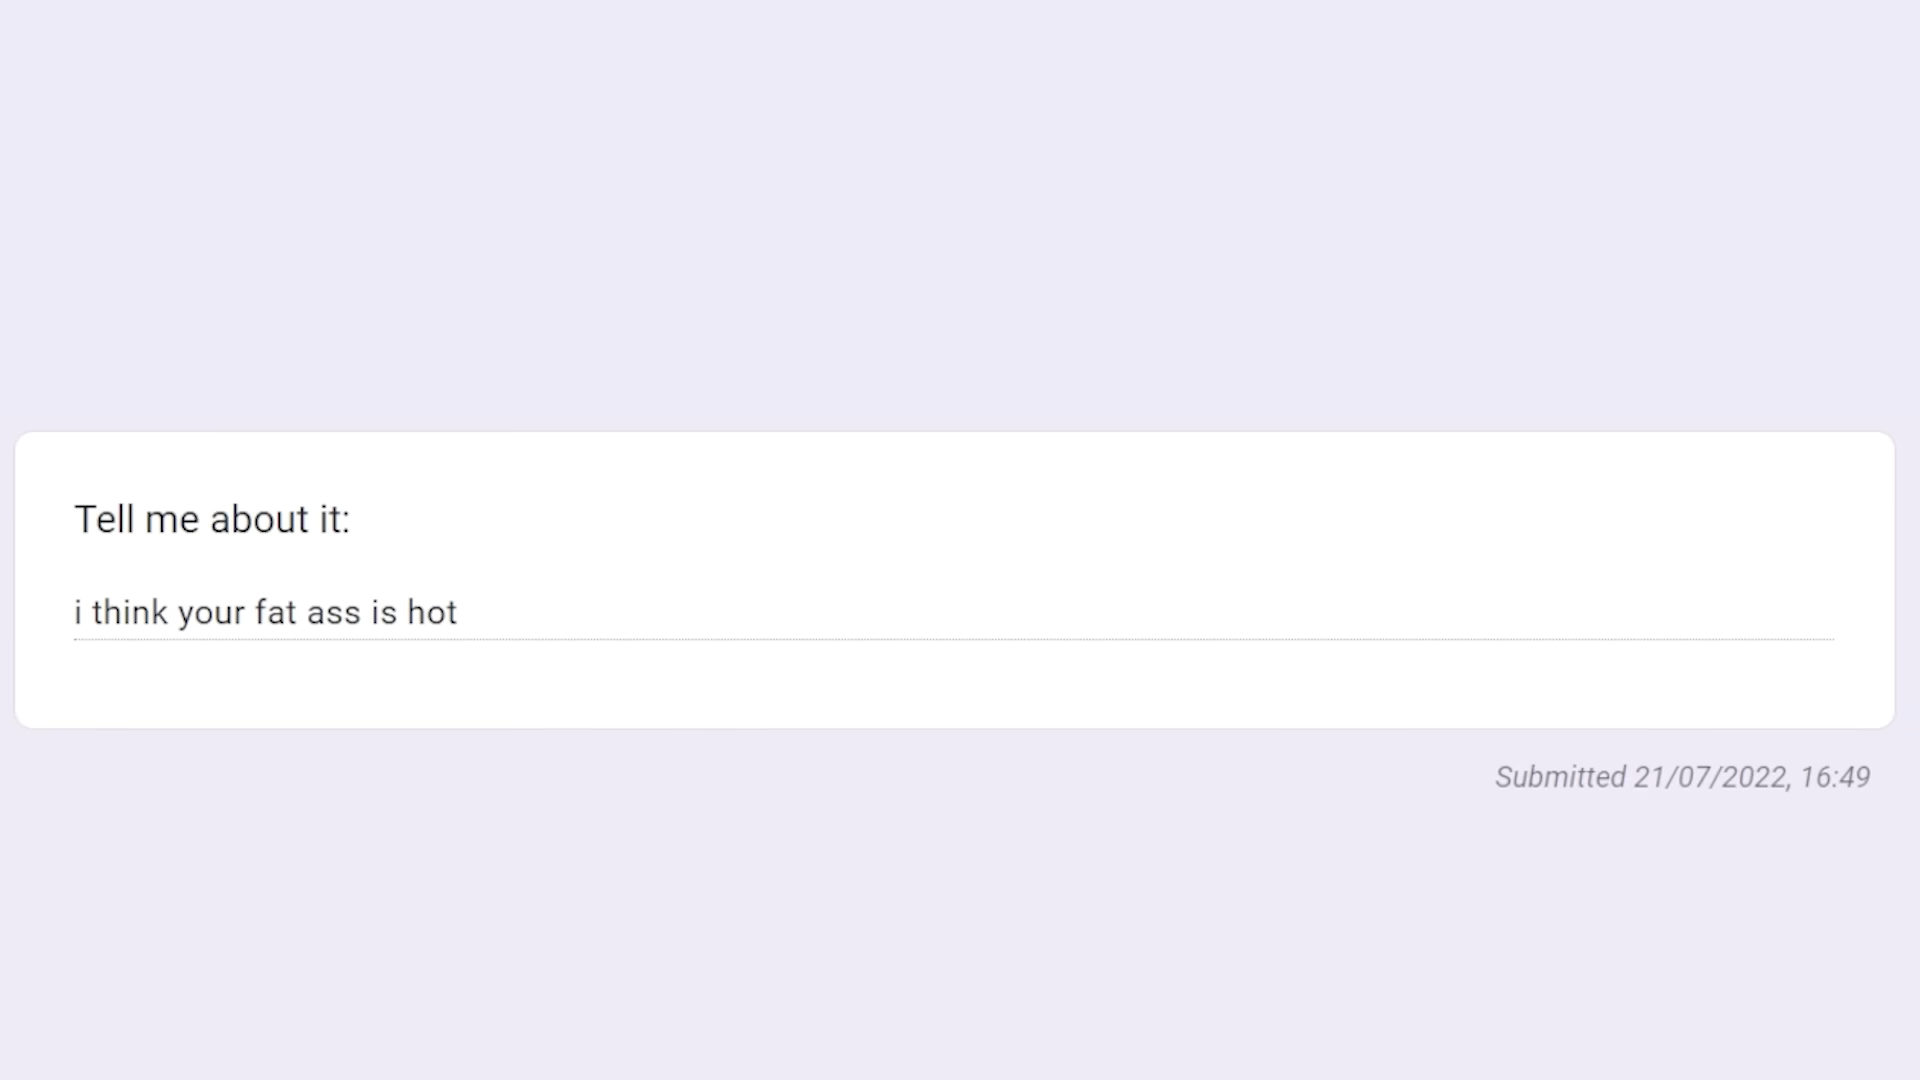 Tell me about it:
i think your fat ass is hot
Submitted 21/07/2022, 16:49